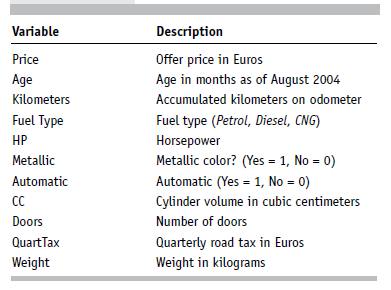 Variable Description
Price Offer price in Euros
Age Age in months as of August 2004
Kilometers Accumulated kilometers on odometer
Fuel Type Fuel type (Petrol, Diesel, CNG)
HP Horsepower
Metallic Metallic color? (Yes = 1, No = 0)
Automatic Automatic (Yes = 1, No = 0)
CC Cylinder volume in cubic centimeters
Doors Number of doors
QuartTax Quarterly road tax in Euros
Weight Weight in kilograms